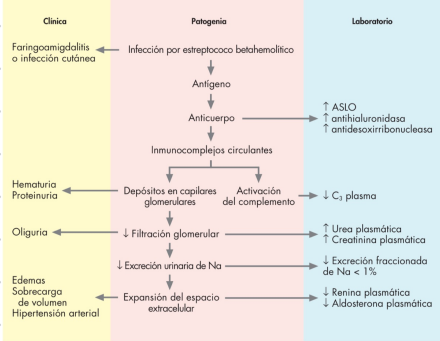 Clínica
Patogenia
Laboratorio
Faringoamigdalitis
o infección cutánea
Infección por estreptococo betahemolítico
Antígeno
Anticuerpo
↑ ASLO
↑ antihialuronidasa
↑ antidesoxirribonucleasa
Inmunocomplejos circulantes
Hematuria
Proteinuria
Depósitos en capilares
glomerulares
Activación
del complemento
↓ C₃ plasma
Oliguria
↓ Filtración glomerular
↑ Urea plasmática
↑ Creatinina plasmática
↓ Excreción urinaria de Na
↓ Excreción fraccionada
de Na < 1%
Edemas
Sobrecarga
de volumen
Hipertensión arterial
Expansión del espacio
extracelular
↓ Renina plasmática
↓ Aldosterona plasmática